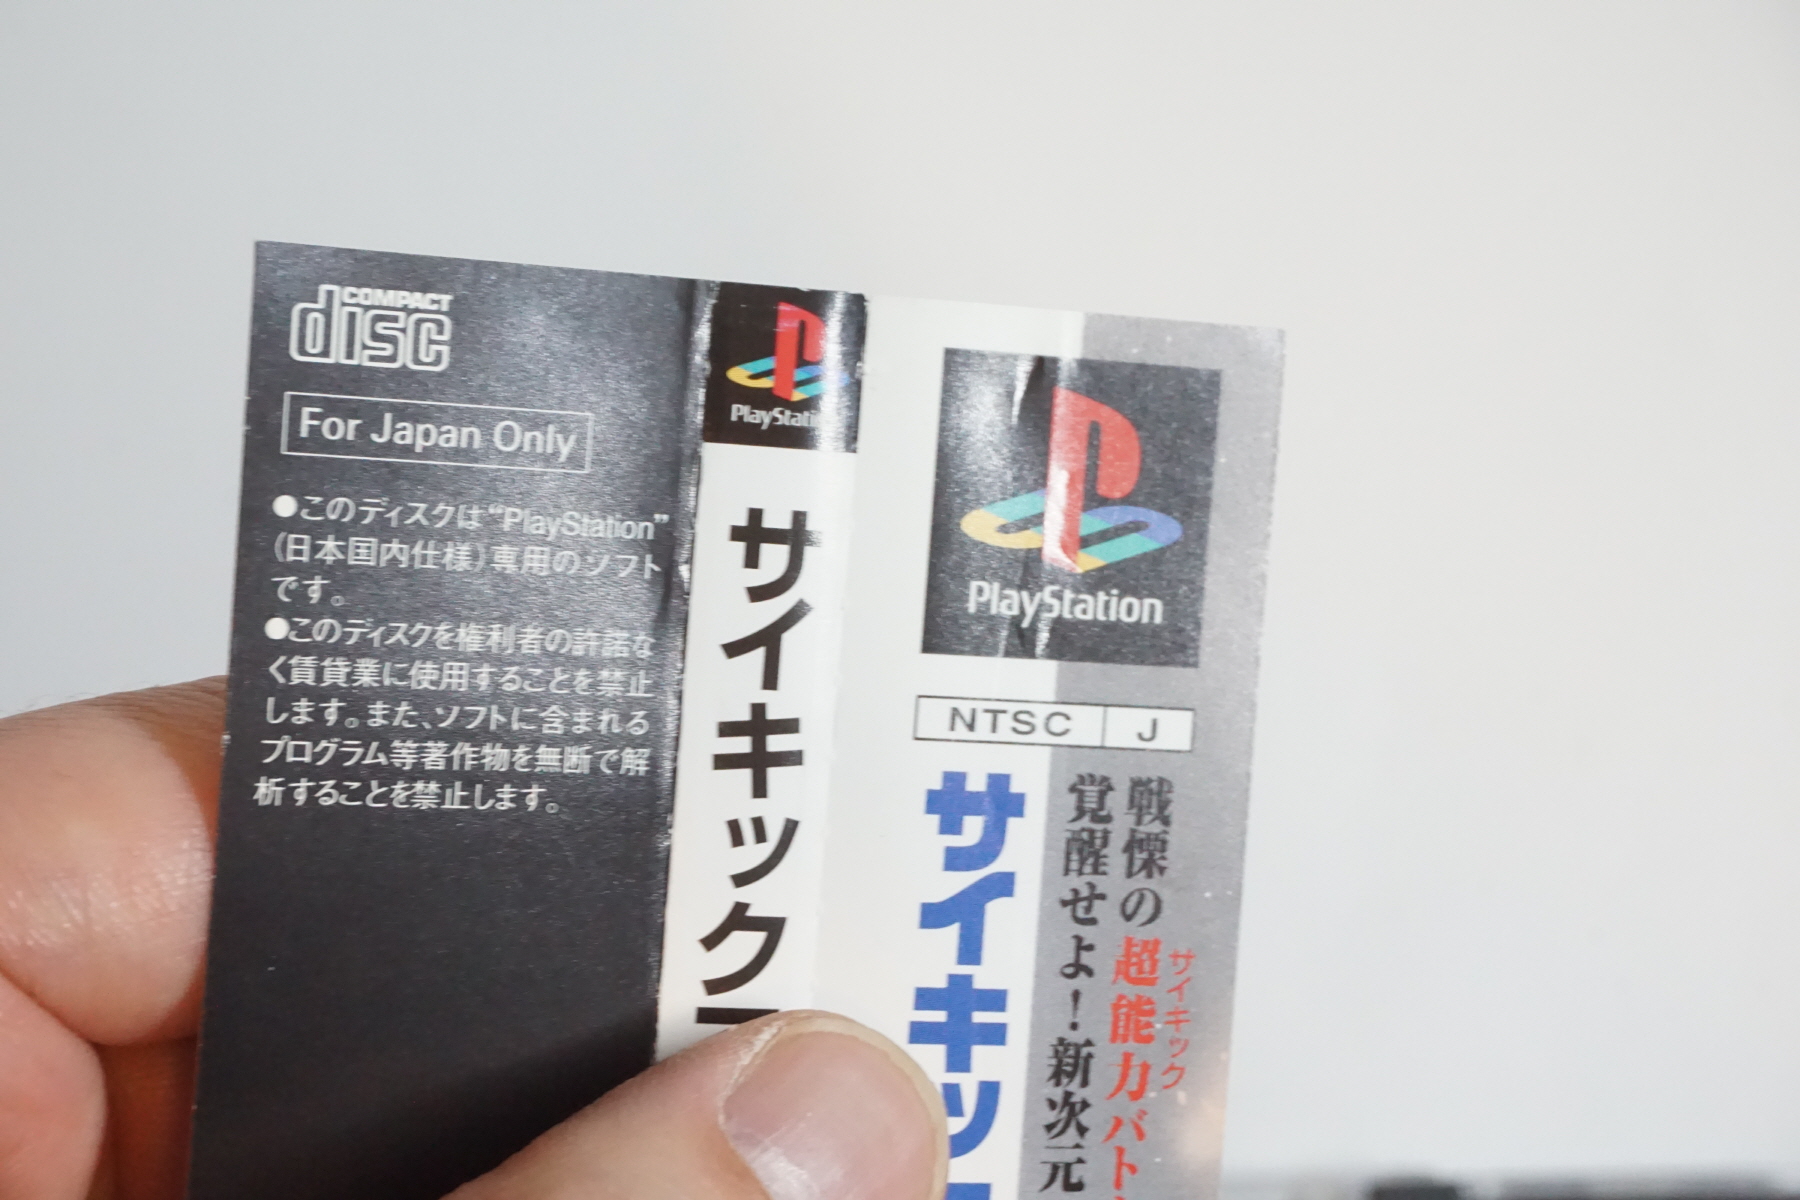 COMPACT
disc
For Japan Only
●このディスクは“PlayStation”
(日本国内仕様)専用のソフト
です。
●このディスクを権利者の許諾な
く賃貸業に使用することを禁止
します。また、ソフトに含まれる
プログラム等著作物を無断で解
析することを禁止します。
PlayStati
サイキック
PlayStation
NTSC J
戦慄の超能力バト
サイキック
覚醒せよ!新次元
サイキッ